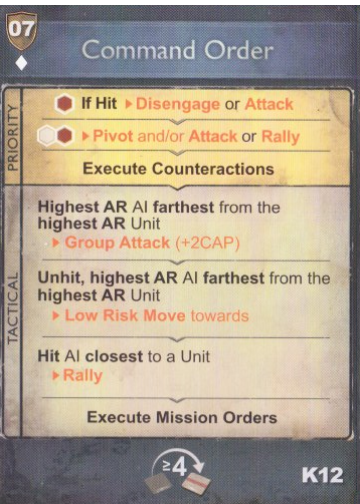 07
Command Order
PRIORITY
If Hit ▸Disengage or Attack
▸Pivot and/or Attack or Rally
Execute Counteractions
TACTICAL
Highest AR AI farthest from the
highest AR Unit
▸Group Attack (+2CAP)
Unhit, highest AR AI farthest from the
highest AR Unit
▸Low Risk Move towards
Hit AI closest to a Unit
▸Rally
Execute Mission Orders
≥4
K12